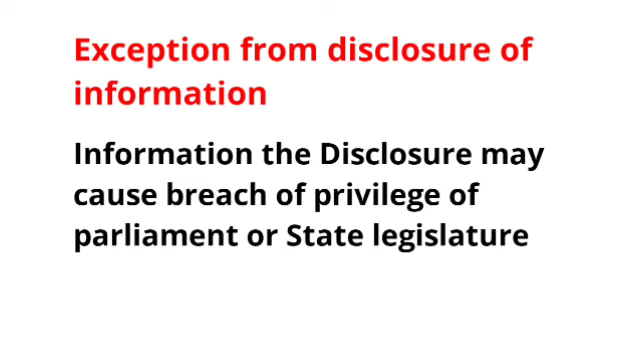 Exception from disclosure of
information
Information the Disclosure may
cause breach of privilege of
parliament or State legislature